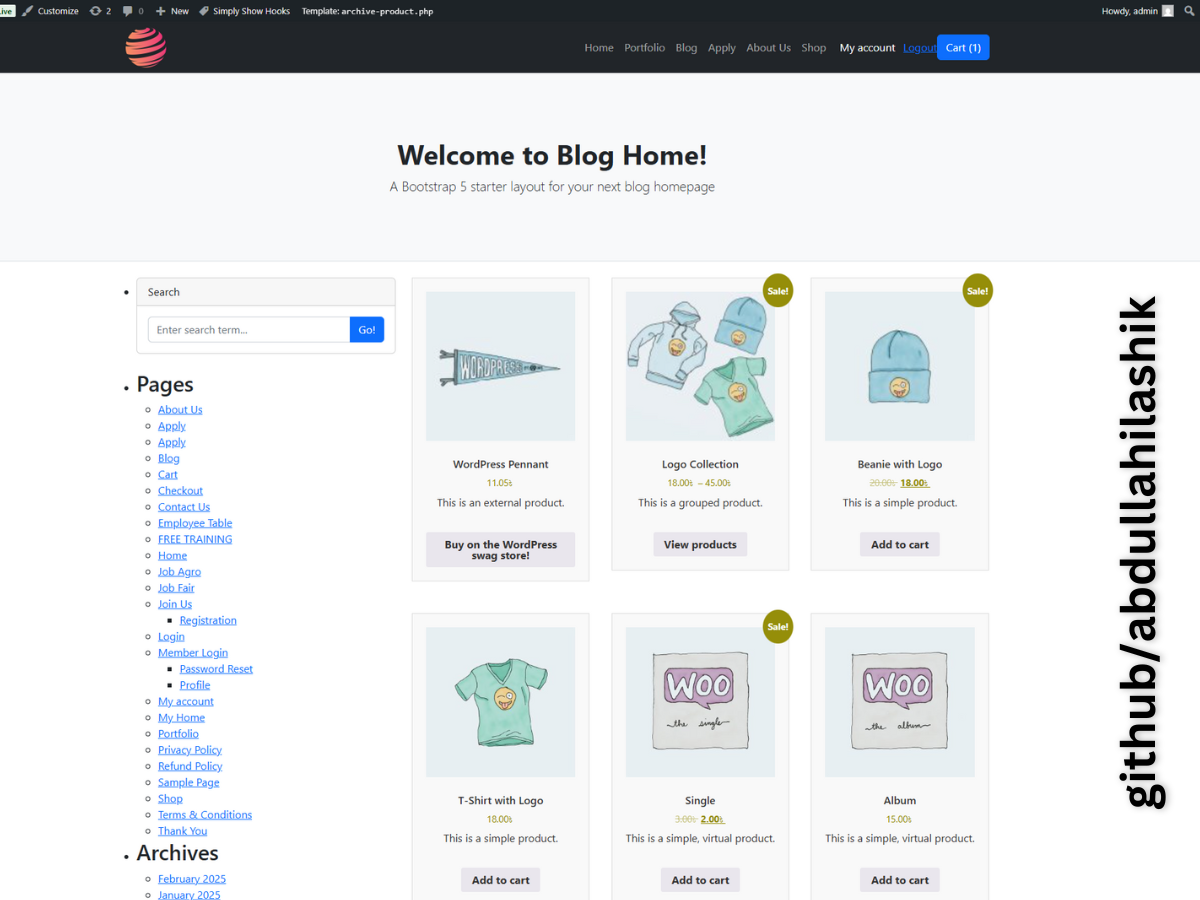 ive Customize 2 0 New Simply Show Hooks Template: archive-product.php Howdy, admin
Home Portfolio Blog Apply About Us Shop My account Logout Cart (1)
Welcome to Blog Home!
A Bootstrap 5 starter layout for your next blog homepage
Search
Enter search term... Go!
Pages
About Us
Apply
Apply
Blog
Cart
Checkout
Contact Us
Employee Table
FREE TRAINING
Home
Job Agro
Job Fair
Join Us
Registration
Login
Member Login
Password Reset
Profile
My account
My Home
Portfolio
Privacy Policy
Refund Policy
Sample Page
Shop
Terms & Conditions
Thank You
Archives
February 2025
January 2025
WORDPRESS
WordPress Pennant
11.05৳
This is an external product.
Buy on the WordPress
swag store!
Sale!
Logo Collection
18.00৳ – 45.00৳
This is a grouped product.
View products
Sale!
Beanie with Logo
20.00৳ 18.00৳
This is a simple product.
Add to cart
T-Shirt with Logo
18.00৳
This is a simple product.
Add to cart
Sale!
WOO
the single
Single
3.00৳ 2.00৳
This is a simple, virtual product.
Add to cart
WOO
the album
Album
15.00৳
This is a simple, virtual product.
Add to cart
github/abdullahilashik